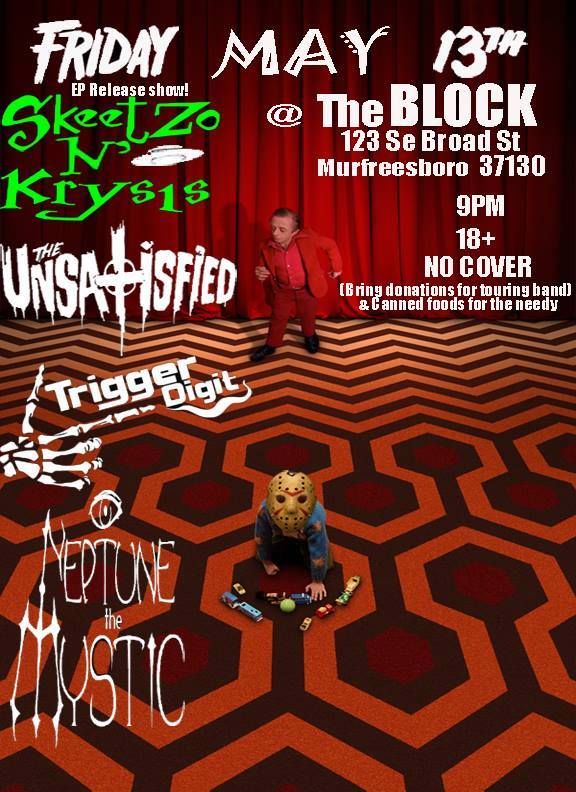 FRIDAY MAY 13TH
EP Release show!
Skeetzo
N'
Krys1s
@ The BLOCK
123 Se Broad St
Murfreesboro 37130
9PM
18+
NO COVER
(Bring donations for touring band)
& Canned foods for the needy
THE
UNSATISFIED
Trigger
Digit
NEPTUNE
the
MYSTIC